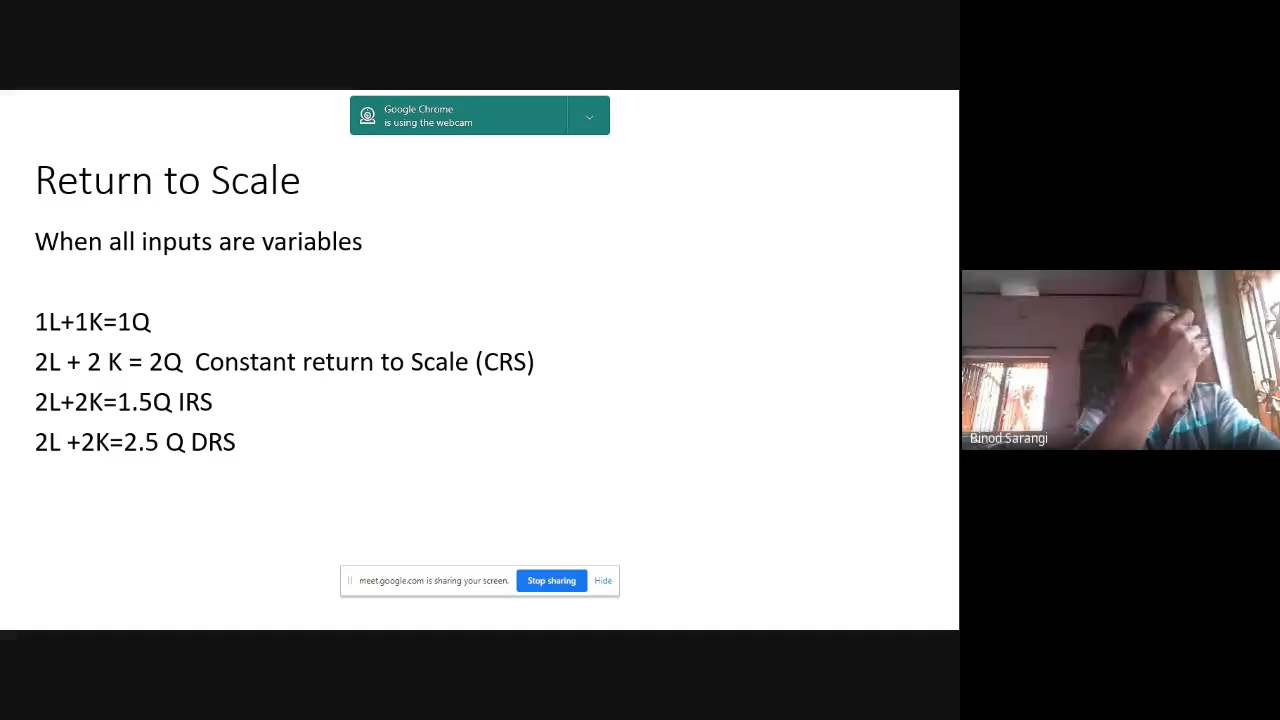 Google Chrome
is using the webcam
Return to Scale
When all inputs are variables
1L+1K=1Q
2L + 2 K = 2Q  Constant return to Scale (CRS)
2L+2K=1.5Q IRS
2L +2K=2.5 Q DRS
Binod Sarangi
meet.google.com is sharing your screen. Stop sharing Hide